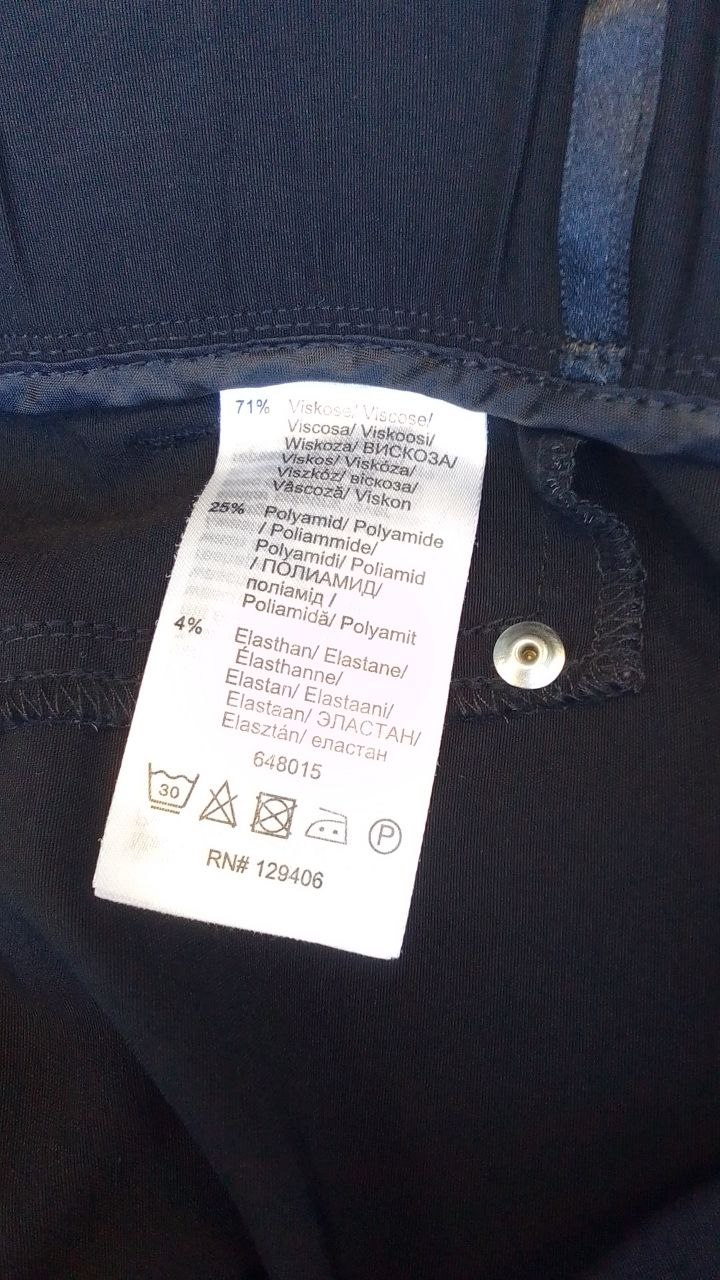 71% Viskose/ Viscose/
Viscosa/ Viskoosi/
Wiskoza/ ВИСКОЗА/
Viskos/ Viskóza/
Viszkóz/ віскоза/
Vâscoză/ Viskon
25% Polyamid/ Polyamide
/ Poliammide/
Polyamidi/ Poliamid
/ ПОЛИАМИД/
поліамід /
Poliamidă/ Polyamit
4% Elasthan/ Elastane/
Élasthanne/
Elastan/ Elastaani/
Elastaan/ ЭЛАСТАН/
Elasztán/ еластан
648015
30
P
RN# 129406